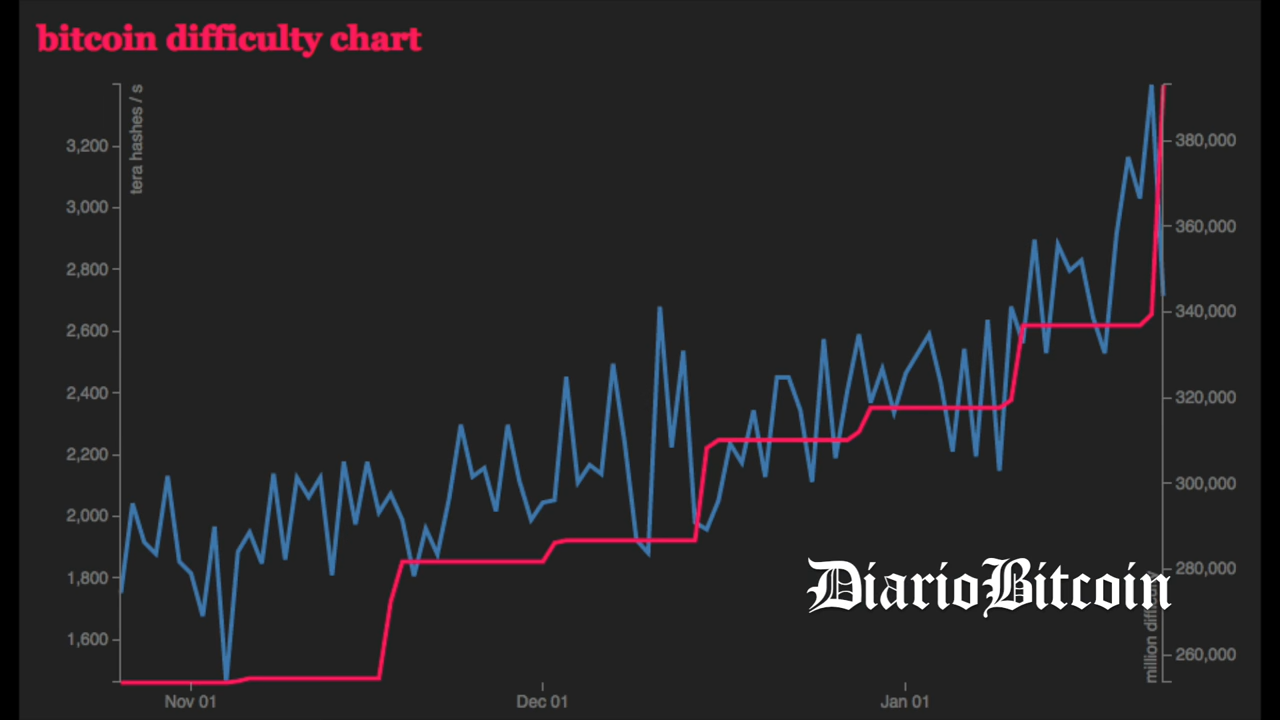 bitcoin difficulty chart
tera hashes / s
3,200
3,000
2,800
2,600
2,400
2,200
2,000
1,800
1,600
380,000
360,000
340,000
320,000
300,000
280,000
260,000
DiarioBitcoin
million difficulty
Nov 01
Dec 01
Jan 01